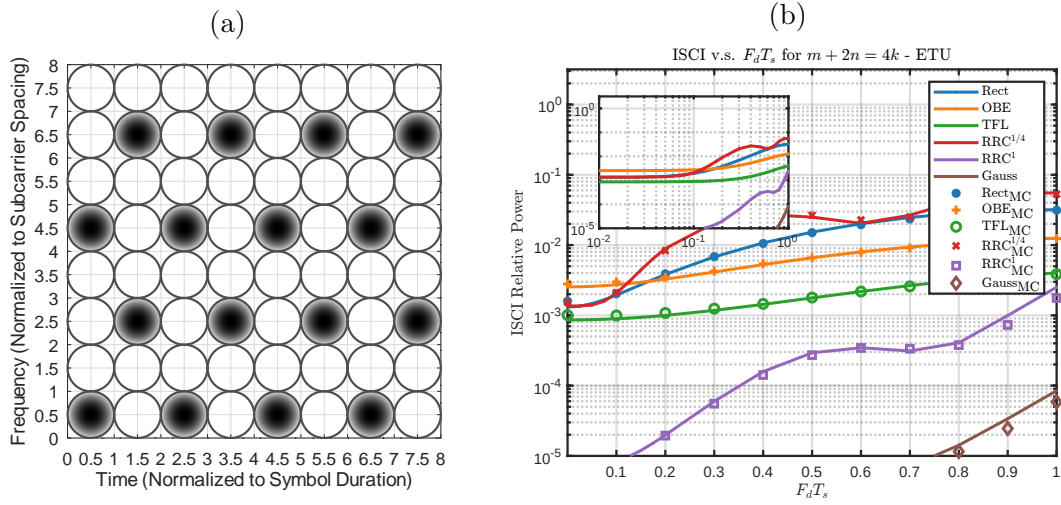 (a)
Frequency (Normalized to Subcarrier Spacing)
8
7.5
7
6.5
6
5.5
5
4.5
4
3.5
3
2.5
2
1.5
1
0.5
0
0 0.5 1 1.5 2 2.5 3 3.5 4 4.5 5 5.5 6 6.5 7 7.5 8
Time (Normalized to Symbol Duration)
(b)
ISCI v.s. F_dT_s for m + 2n = 4k - ETU
ISCI Relative Power
10^0
10^-1
10^-2
10^-3
10^-4
10^-5
0.1 0.2 0.3 0.4 0.5 0.6 0.7 0.8 0.9 1
F_dT_s
10^0
10^-5
10^-2 10^-1 10^0
Rect
OBE
TFL
RRC^1/4
RRC^1
Gauss
Rect_MC
OBE_MC
TFL_MC
RRC^1/4_MC
RRC^1_MC
Gauss_MC